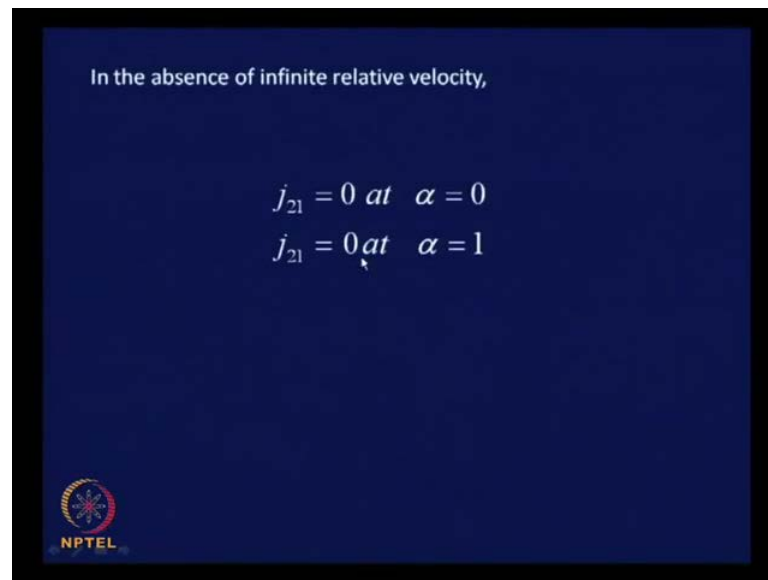 In the absence of infinite relative velocity,
j₂₁ = 0 at α = 0
j₂₁ = 0 at α = 1
NPTEL